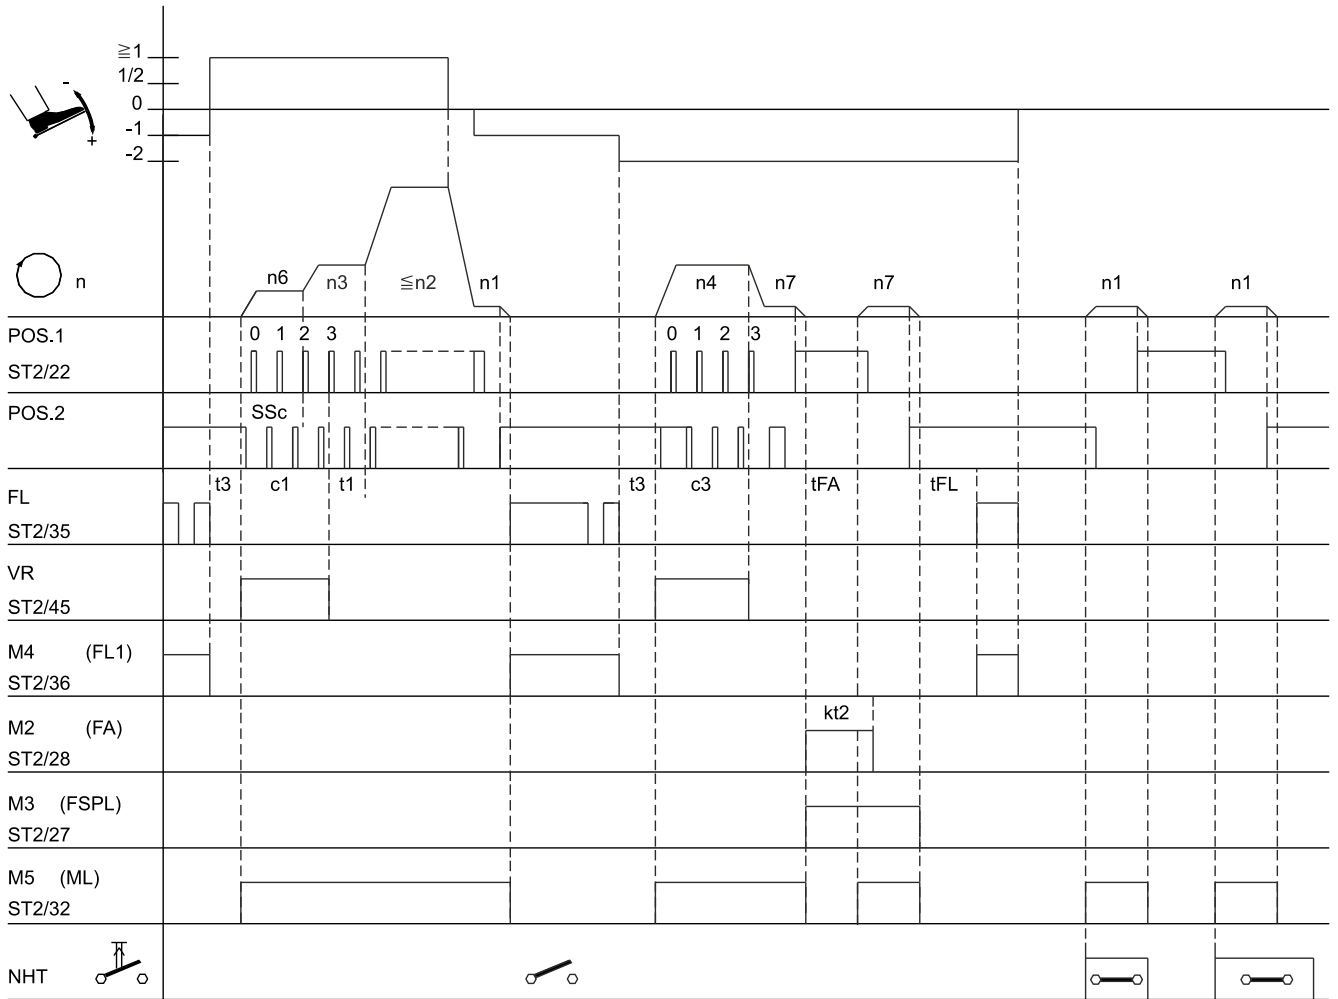 ≧1
1/2
0
-1
-2
-
+
n
n6
n3
≦n2
n1
n4
n7
n7
n1
n1
POS.1
0 1 2 3
0 1 2 3
ST2/22
POS.2
SSc
t3 c1 t1
t3 c3 tFA tFL
FL
ST2/35
VR
ST2/45
M4 (FL1)
ST2/36
M2 (FA)
kt2
ST2/28
M3 (FSPL)
ST2/27
M5 (ML)
ST2/32
NHT